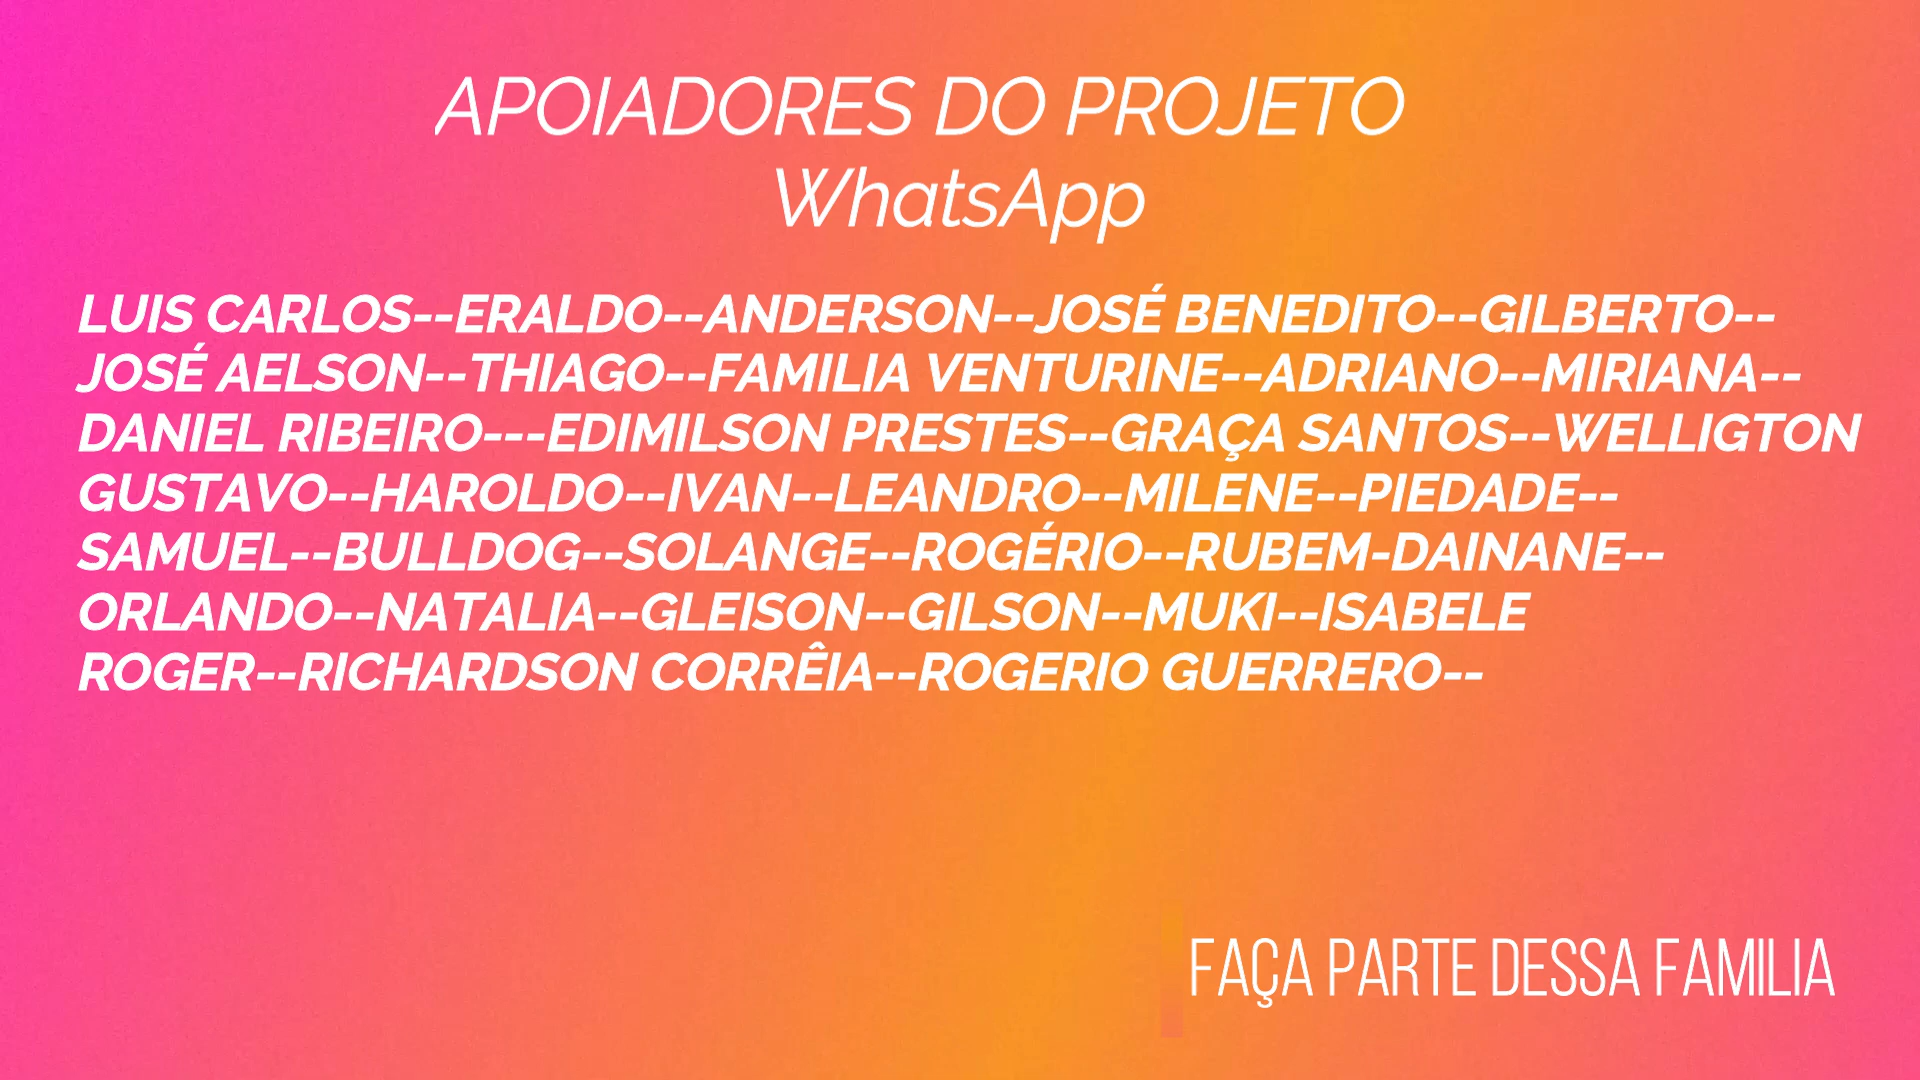 APOIADORES DO PROJETO
WhatsApp
LUIS CARLOS--ERALDO--ANDERSON--JOSÉ BENEDITO--GILBERTO--
JOSÉ AELSON--THIAGO--FAMILIA VENTURINE--ADRIANO--MIRIANA--
DANIEL RIBEIRO---EDIMILSON PRESTES--GRAÇA SANTOS--WELLIGTON
GUSTAVO--HAROLDO--IVAN--LEANDRO--MILENE--PIEDADE--
SAMUEL--BULLDOG--SOLANGE--ROGÉRIO--RUBEM-DAINANE--
ORLANDO--NATALIA--GLEISON--GILSON--MUKI--ISABELE
ROGER--RICHARDSON CORRÊIA--ROGERIO GUERRERO--
FAÇA PARTE DESSA FAMILIA